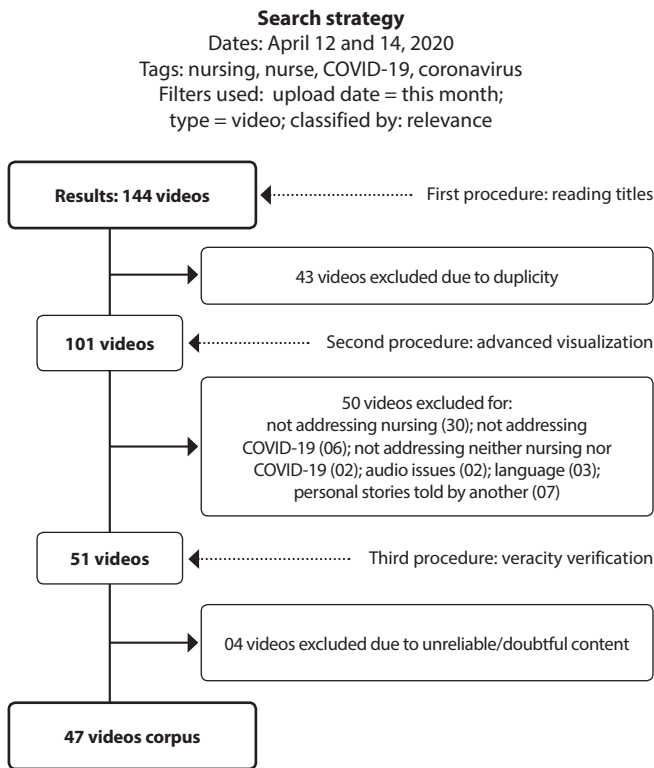 Search strategy
Dates: April 12 and 14, 2020
Tags: nursing, nurse, COVID-19, coronavirus
Filters used: upload date = this month;
type = video; classified by: relevance
Results: 144 videos
First procedure: reading titles
43 videos excluded due to duplicity
101 videos
Second procedure: advanced visualization
50 videos excluded for:
not addressing nursing (30); not addressing
COVID-19 (06); not addressing neither nursing nor
COVID-19 (02); audio issues (02); language (03);
personal stories told by another (07)
51 videos
Third procedure: veracity verification
04 videos excluded due to unreliable/doubtful content
47 videos corpus